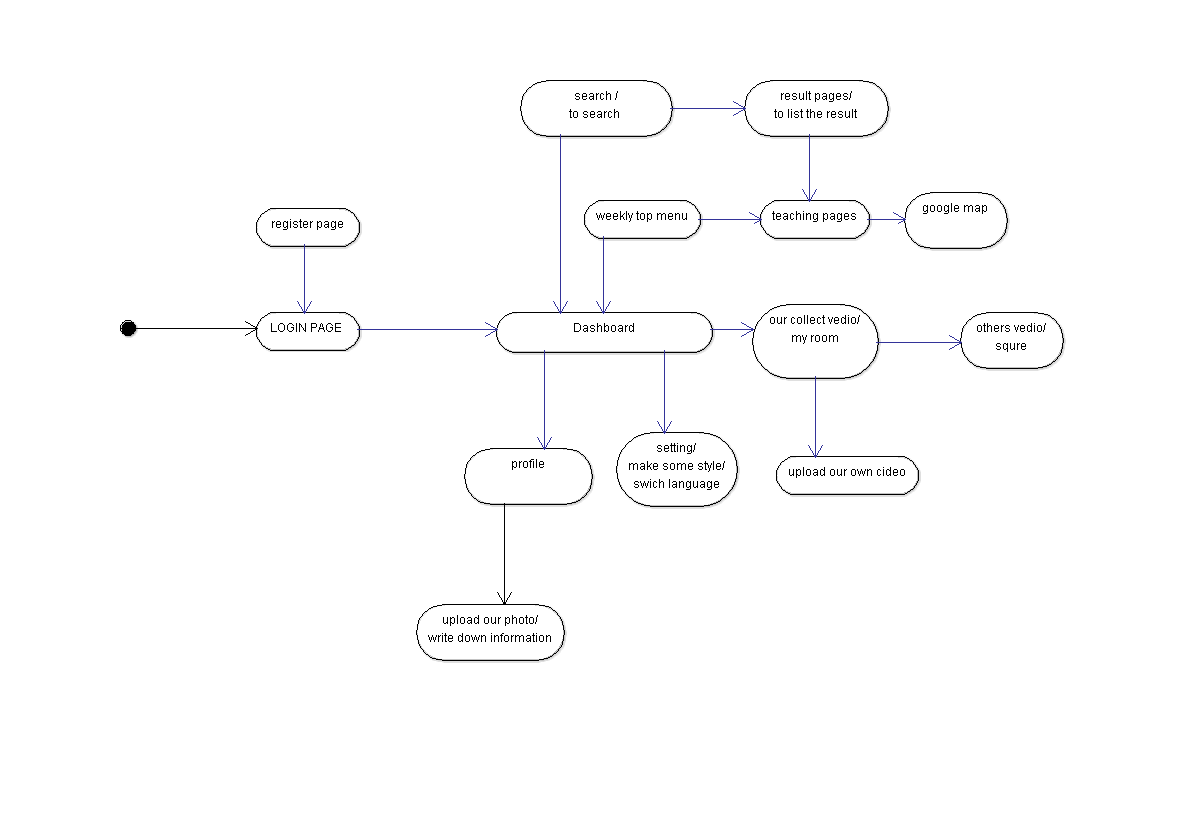 search /
to search
result pages/
to list the result
weekly top menu
teaching pages
google map
register page
LOGIN PAGE
Dashboard
our collect vedio/
my room
others vedio/
squre
profile
setting/
make some style/
swich language
upload our own cideo
upload our photo/
write down information